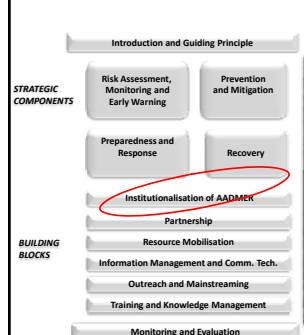 Introduction and Guiding Principle
STRATEGIC
COMPONENTS
Risk Assessment,
Monitoring and
Early Warning
Prevention
and Mitigation
Preparedness and
Response
Recovery
BUILDING
BLOCKS
Institutionalisation of AADMER
Partnership
Resource Mobilisation
Information Management and Comm. Tech.
Outreach and Mainstreaming
Training and Knowledge Management
Monitoring and Evaluation